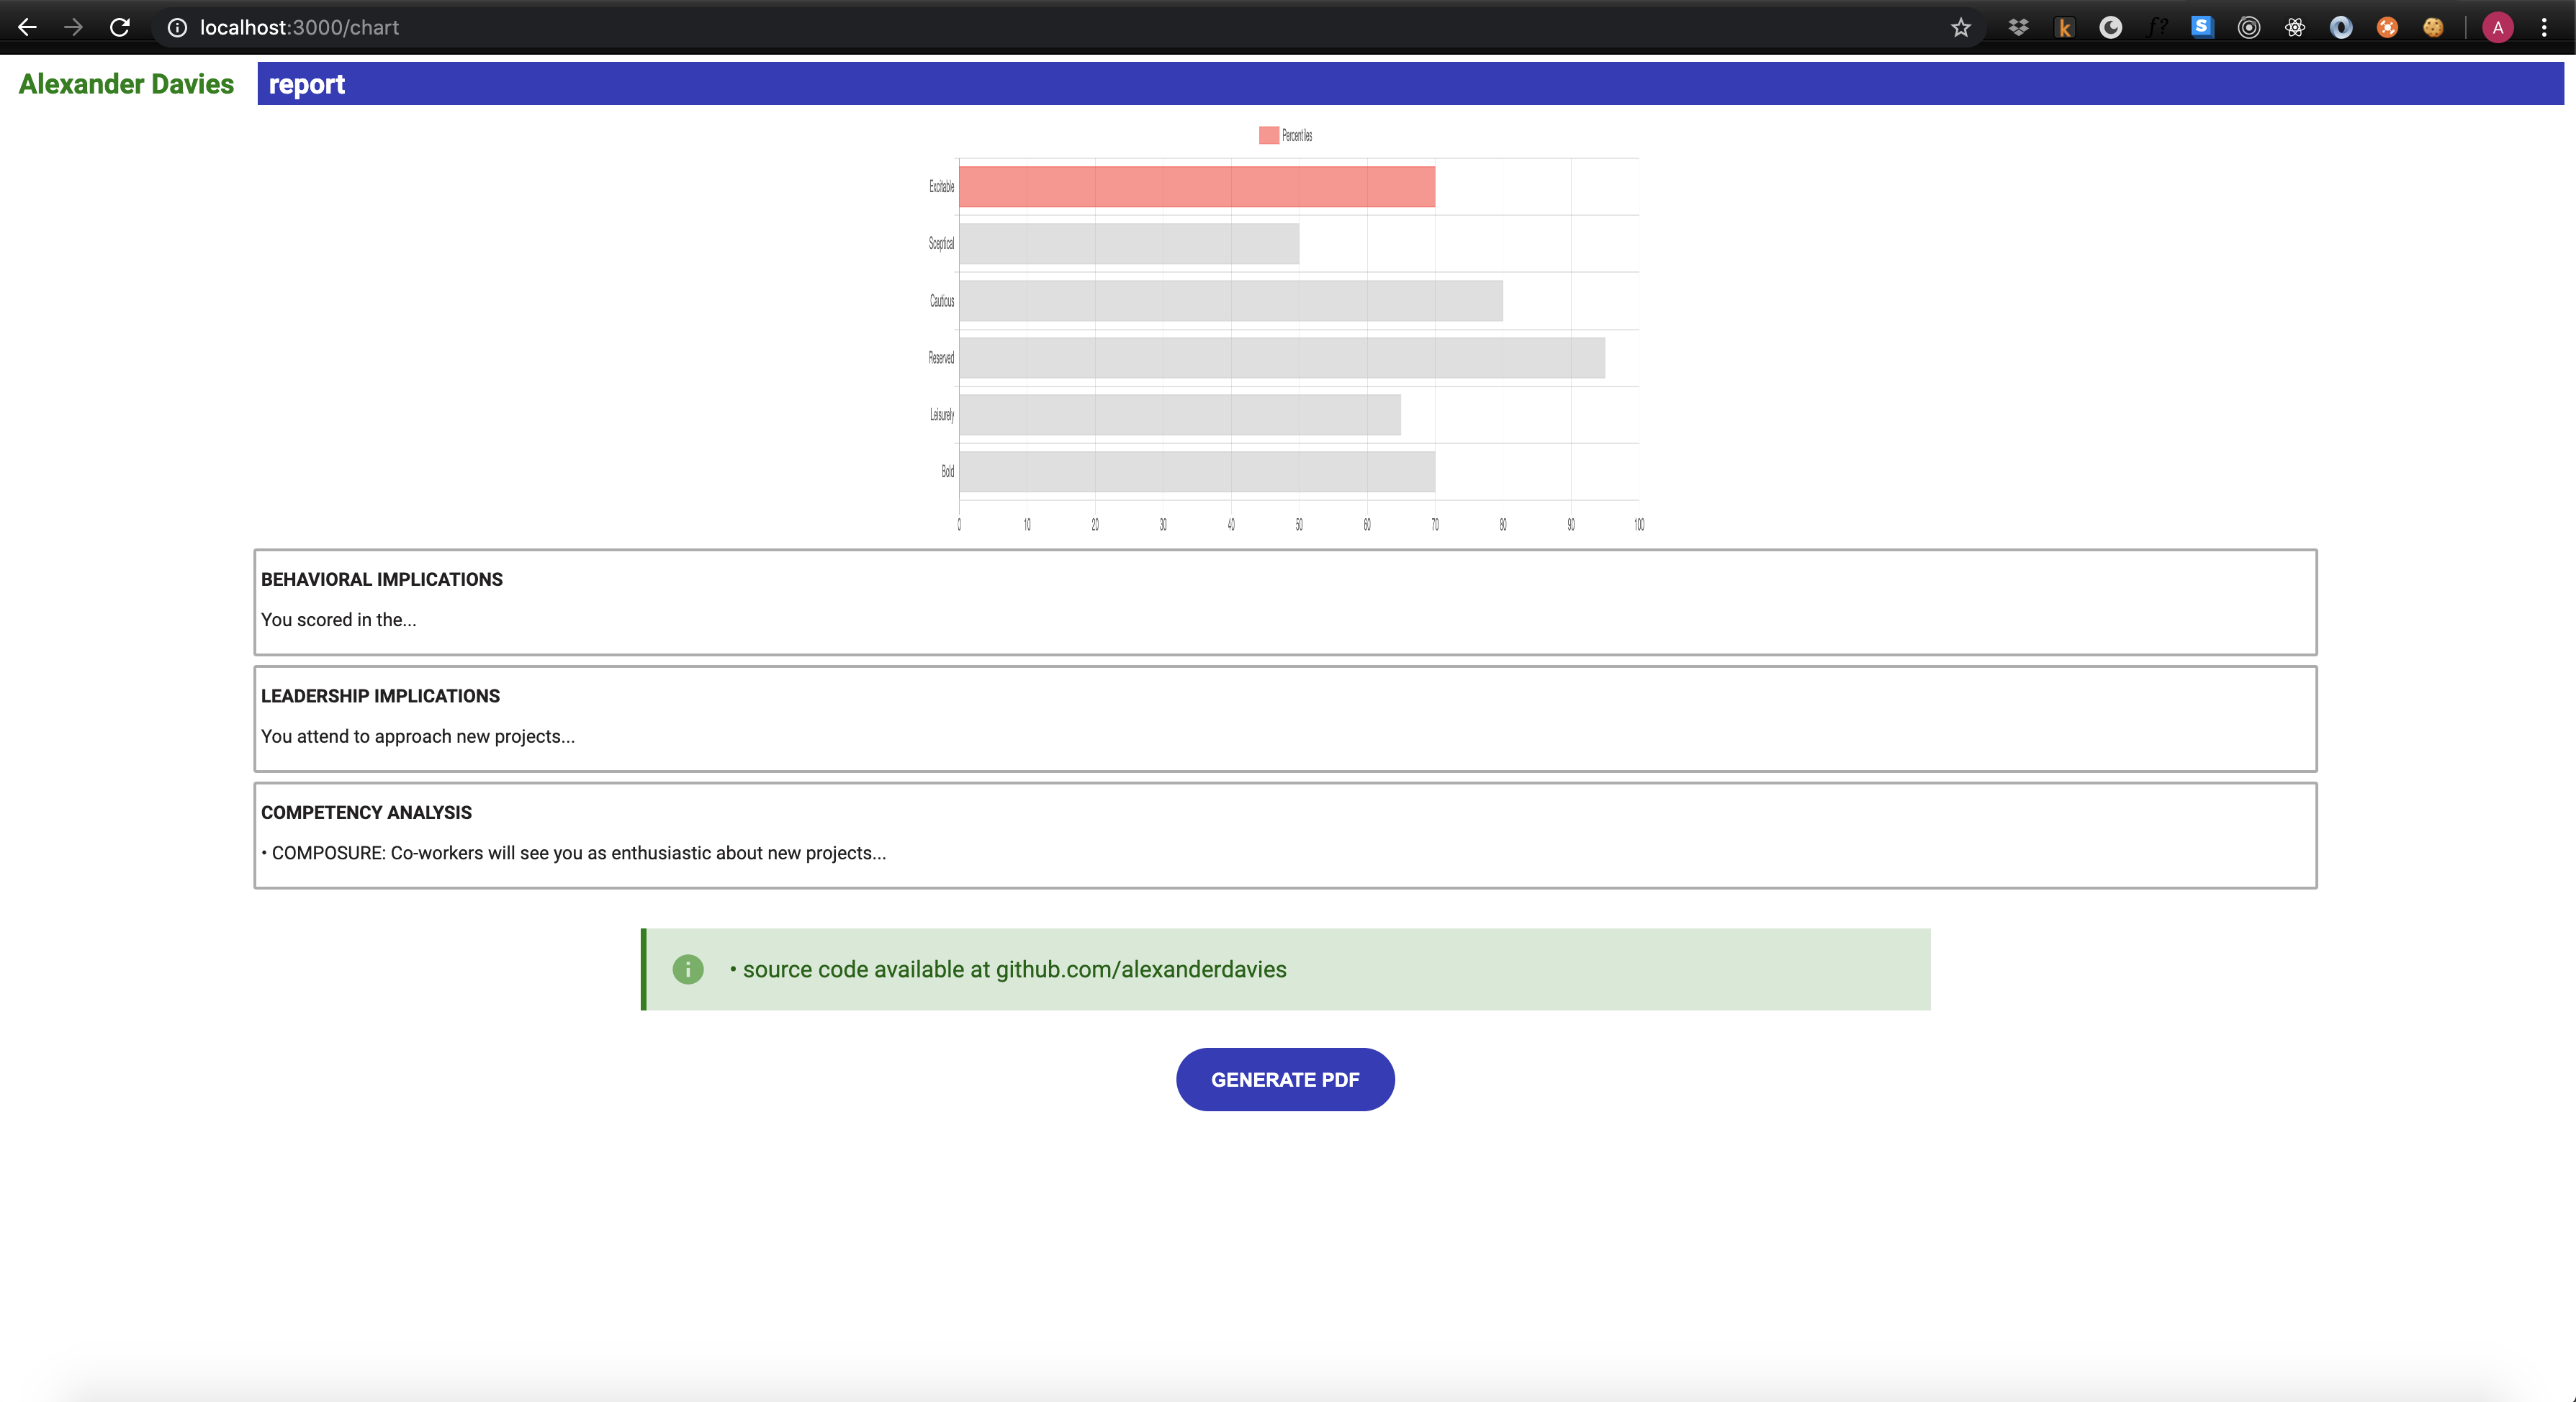 localhost:3000/chart
Alexander Davies report
Percentiles
Excitable
Sceptical
Cautious
Reserved
Leisurely
Bold
0 10 20 30 40 50 60 70 80 90 100
BEHAVIORAL IMPLICATIONS
You scored in the...
LEADERSHIP IMPLICATIONS
You attend to approach new projects...
COMPETENCY ANALYSIS
• COMPOSURE: Co-workers will see you as enthusiastic about new projects...
• source code available at github.com/alexanderdavies
GENERATE PDF
k
f?
S
A